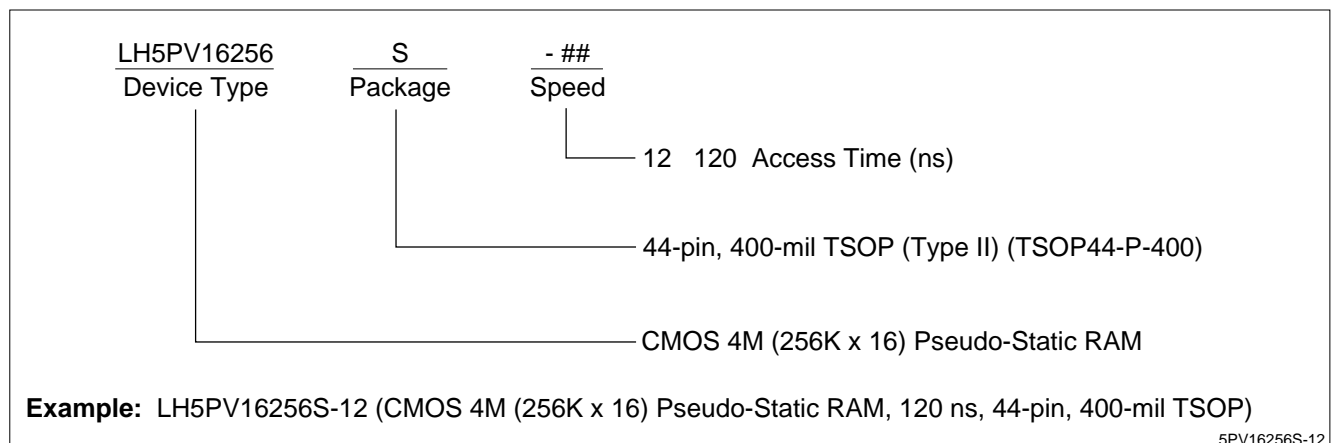 LH5PV16256 S - ##
Device Type Package Speed
12 120 Access Time (ns)
44-pin, 400-mil TSOP (Type II) (TSOP44-P-400)
CMOS 4M (256K x 16) Pseudo-Static RAM
Example: LH5PV16256S-12 (CMOS 4M (256K x 16) Pseudo-Static RAM, 120 ns, 44-pin, 400-mil TSOP)
5PV16256S-12